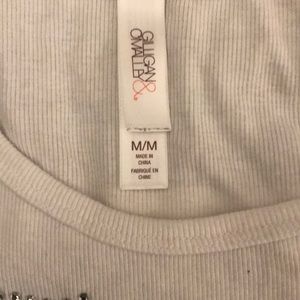 GILLIGAN
&
O'MALLEY
M/M
MADE IN
CHINA
FABRIQUÉ EN
CHINE